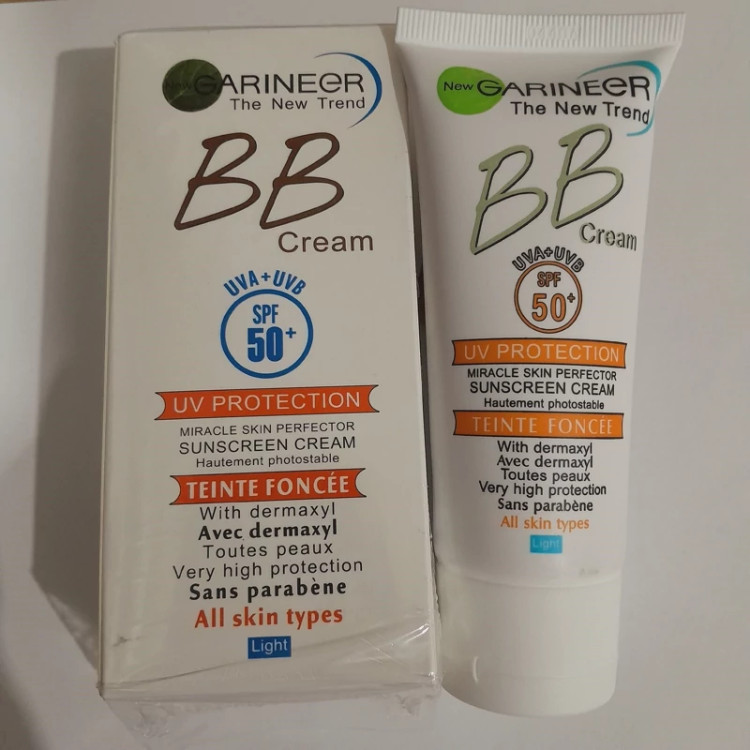 New GARINEER
The New Trend
BB
Cream
UVA+UVB
SPF
50+
UV PROTECTION
MIRACLE SKIN PERFECTOR
SUNSCREEN CREAM
Hautement photostable
TEINTE FONCÉE
With dermaxyl
Avec dermaxyl
Toutes peaux
Very high protection
Sans parabène
All skin types
Light
New GARINEER
The New Trend
BB
Cream
UVA+UVB
SPF
50+
UV PROTECTION
MIRACLE SKIN PERFECTOR
SUNSCREEN CREAM
Hautement photostable
TEINTE FONCÉE
With dermaxyl
Avec dermaxyl
Toutes peaux
Very high protection
Sans parabène
All skin types
Light